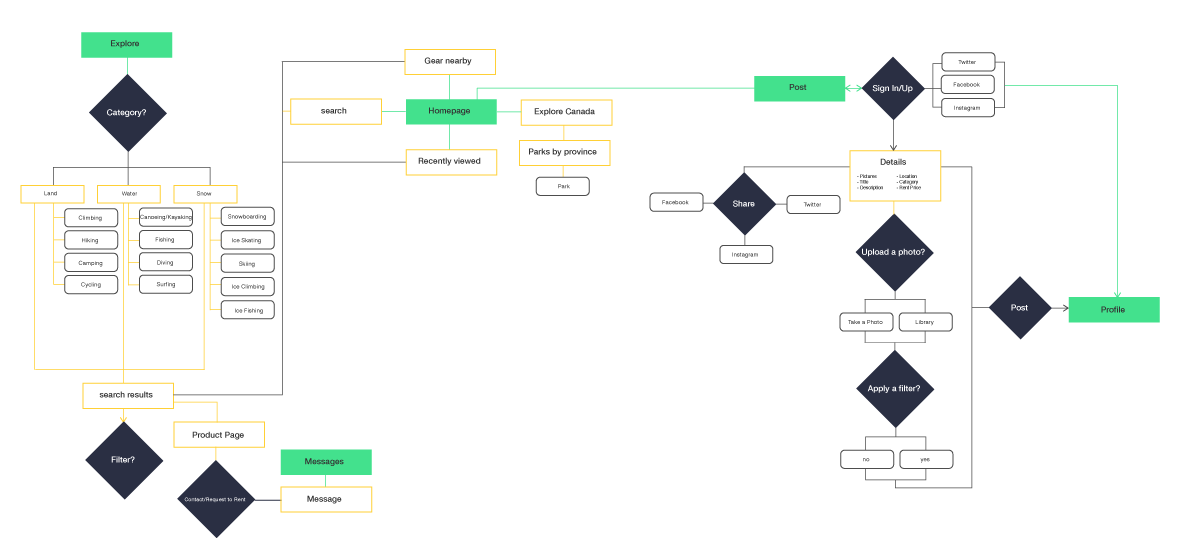 Explore
Category?
Land
Water
Snow
Climbing
Hiking
Camping
Cycling
Canoeing/Kayaking
Fishing
Diving
Surfing
Snowboarding
Ice Skating
Skiing
Ice Climbing
Ice Fishing
search results
Filter?
Product Page
Contact/Request to Rent
Messages
Message
Gear nearby
search
Homepage
Recently viewed
Explore Canada
Parks by province
Park
Post
Sign In/Up
Twitter
Facebook
Instagram
Details
- Pictures
- Title
- Description
- Location
- Category
- Rent Price
Share
Facebook
Twitter
Instagram
Upload a photo?
Take a Photo
Library
Apply a filter?
no
yes
Post
Profile